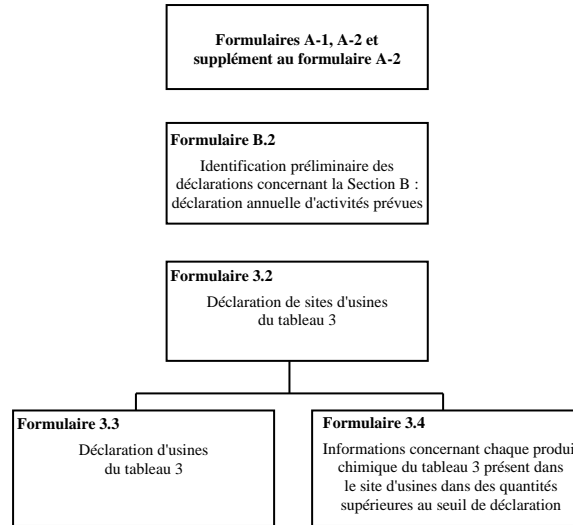 Formulaires A-1, A-2 et
supplément au formulaire A-2
Formulaire B.2
Identification préliminaire des
déclarations concernant la Section B :
déclaration annuelle d'activités prévues
Formulaire 3.2
Déclaration de sites d'usines
du tableau 3
Formulaire 3.3
Déclaration d'usines
du tableau 3
Formulaire 3.4
Informations concernant chaque produi
chimique du tableau 3 présent dans
le site d'usines dans des quantités
supérieures au seuil de déclaration